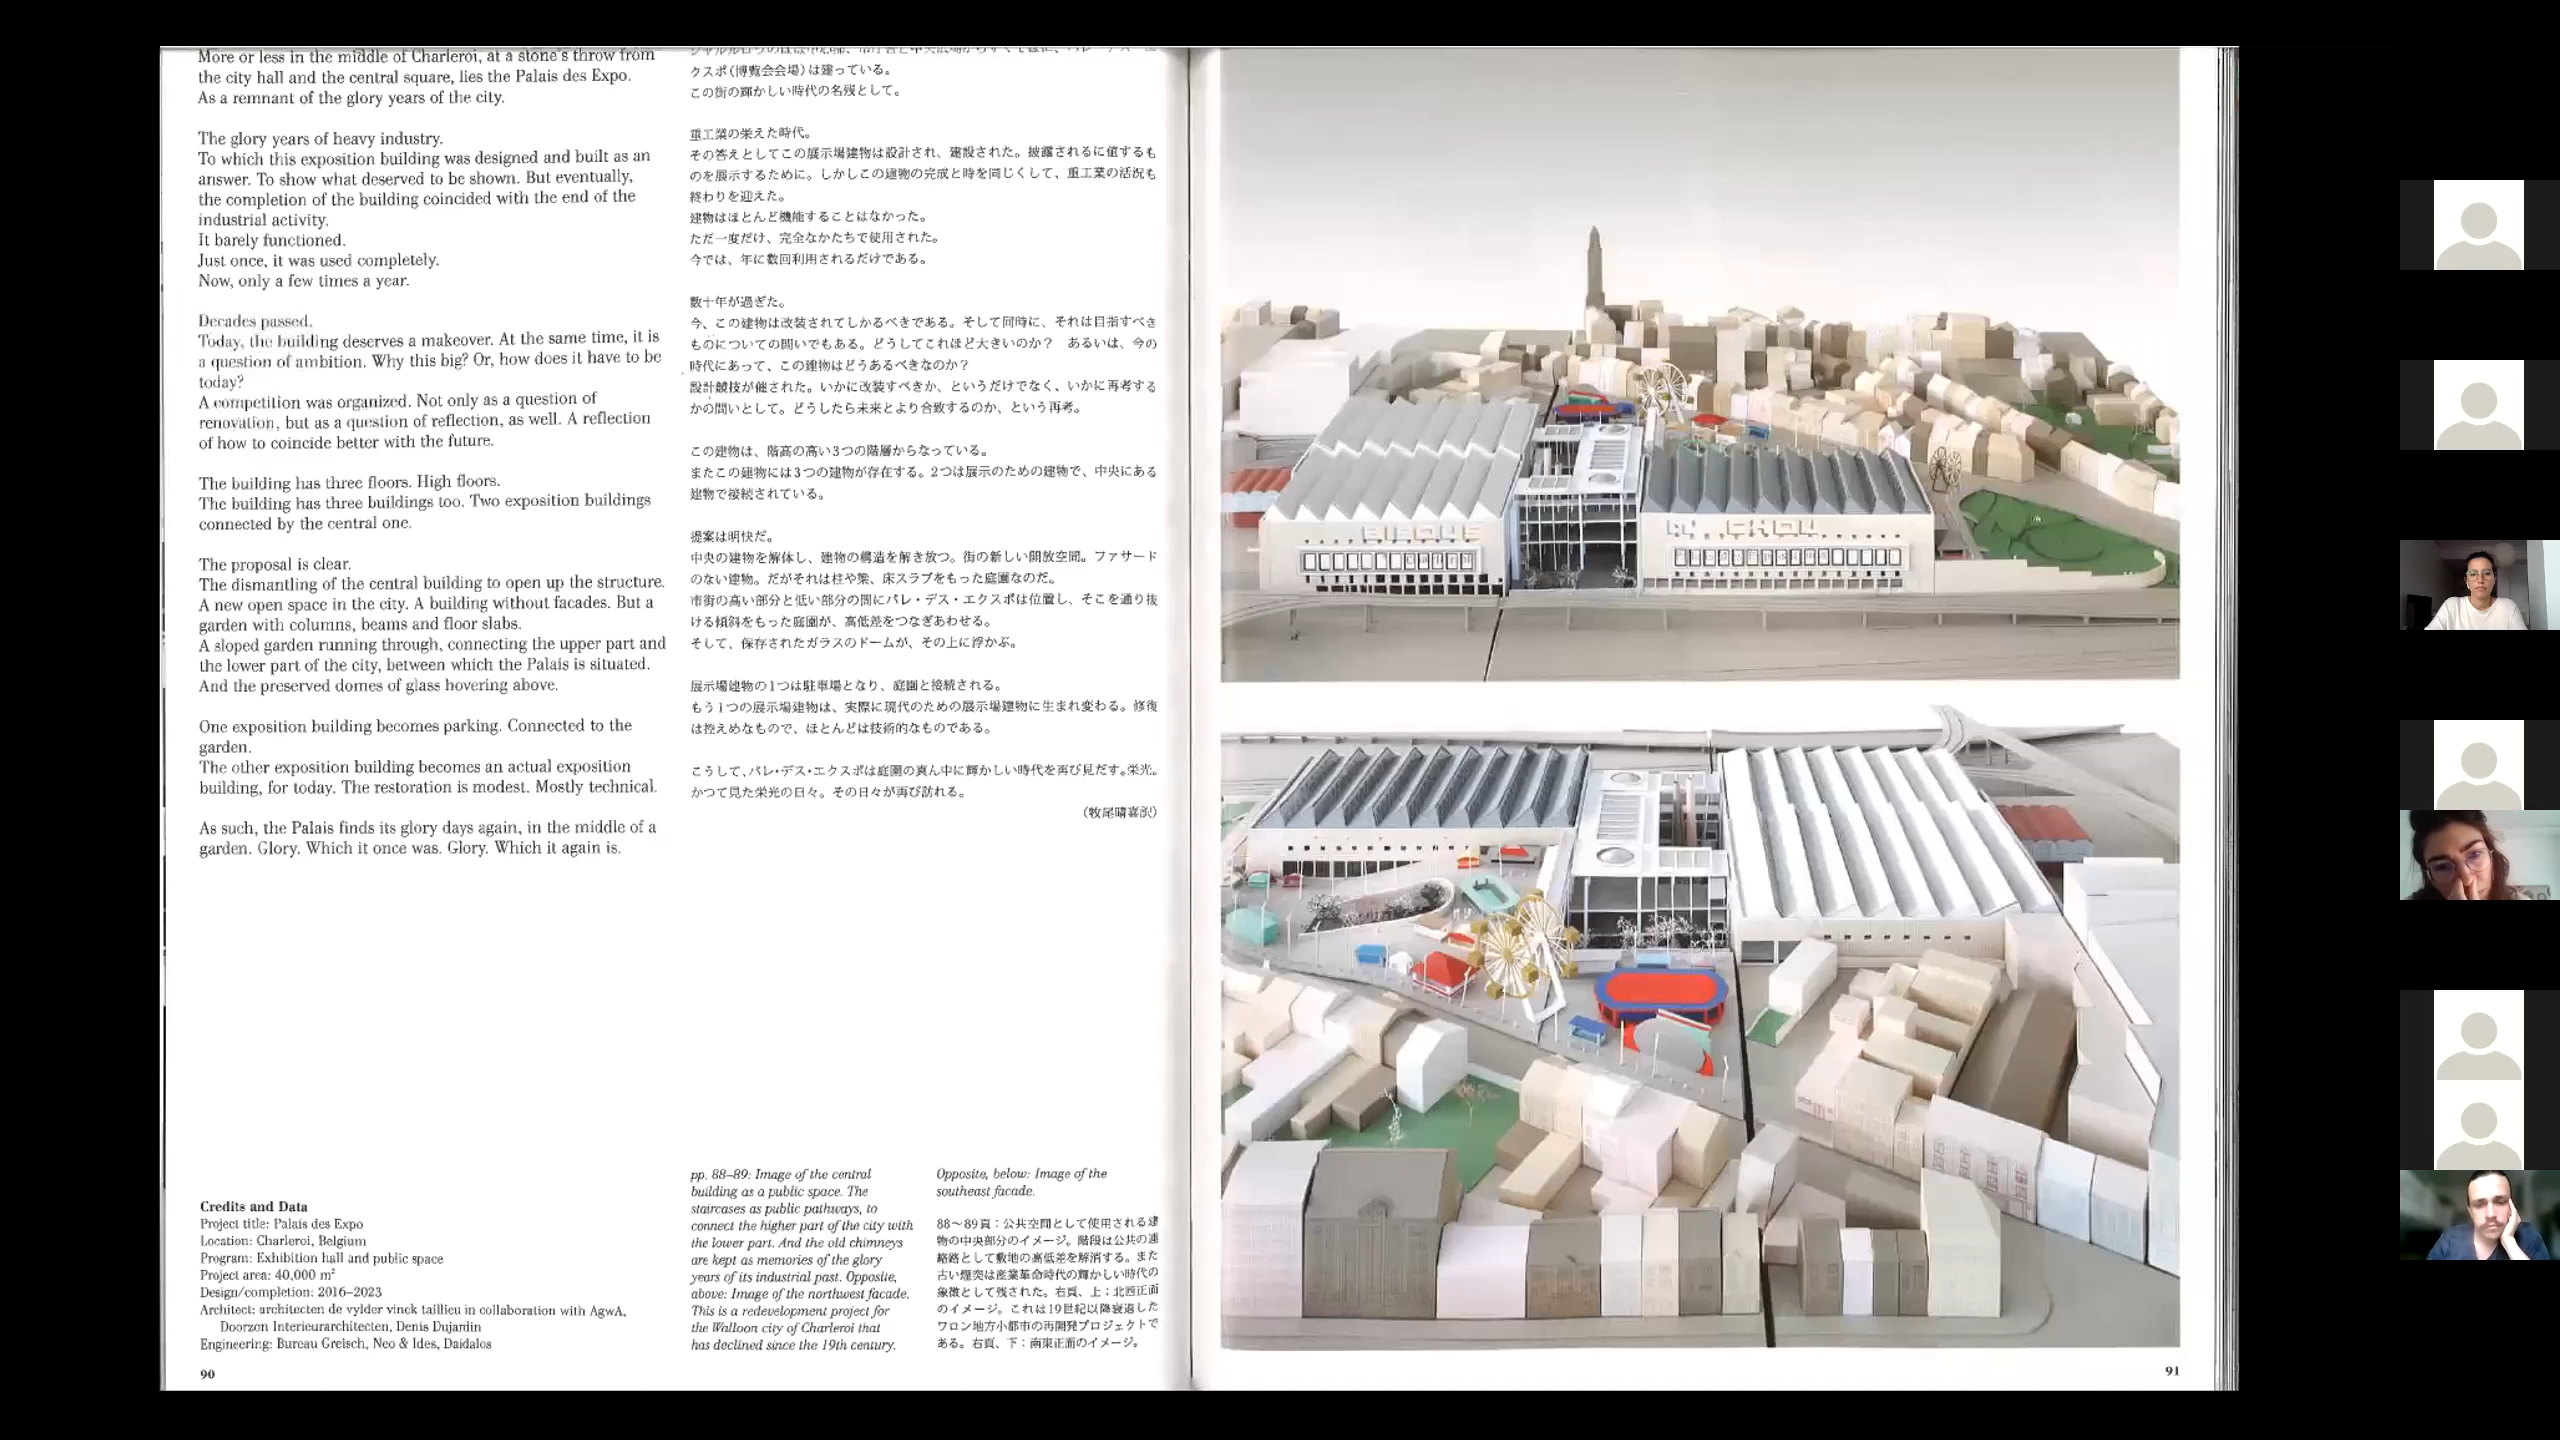 More or less in the middle of Charleroi, at a stone's throw from
the city hall and the central square, lies the Palais des Expo.
As a remnant of the glory years of the city.
The glory years of heavy industry.
To which this exposition building was designed and built as an
answer. To show what deserved to be shown. But eventually,
the completion of the building coincided with the end of the
industrial activity.
It barely functioned.
Just once, it was used completely.
Now, only a few times a year.
Decades passed.
Today, the building deserves a makeover. At the same time, it is
a question of ambition. Why this big? Or, how does it have to be
today?
A competition was organized. Not only as a question of
renovation, but as a question of reflection, as well. A reflection
of how to coincide better with the future.
The building has three floors. High floors.
The building has three buildings too. Two exposition buildings
connected by the central one.
The proposal is clear.
The dismantling of the central building to open up the structure.
A new open space in the city. A building without facades. But a
garden with columns, beams and floor slabs.
A sloped garden running through, connecting the upper part and
the lower part of the city, between which the Palais is situated.
And the preserved domes of glass hovering above.
One exposition building becomes parking. Connected to the
garden.
The other exposition building becomes an actual exposition
building, for today. The restoration is modest. Mostly technical.
As such, the Palais finds its glory days again, in the middle of a
garden. Glory. Which it once was. Glory. Which it again is.
Credits and Data
Project title: Palais des Expo
Location: Charleroi, Belgium
Program: Exhibition hall and public space
Project area: 40,000 m²
Design/completion: 2016–2023
Architect: architecten de vylder vinck taillieu in collaboration with AgwA,
Doorzon Interieurarchitecten, Denis Dujardin
Engineering: Bureau Greisch, Neo & Ides, Daidalos
90
クスポ（博覧会会場）は建っている。
この街の輝かしい時代の名残として。
重工業の栄えた時代。
その答えとしてこの展示場建物は設計され、建設された。披露されるに値するも
のを展示するために。しかしこの建物の完成と時を同じくして、重工業の活況も
終わりを迎えた。
建物はほとんど機能することはなかった。
ただ一度だけ、完全なかたちで使用された。
今では、年に数回利用されるだけである。
数十年が過ぎた。
今、この建物は改装されてしかるべきである。そして同時に、それは目指すべき
ものについての問いでもある。どうしてこれほど大きいのか？　あるいは、今の
時代にあって、この建物はどうあるべきなのか？
設計競技が催された。いかに改装すべきか、というだけでなく、いかに再考する
かの問いとして。どうしたら未来とより合致するのか、という再考。
この建物は、階高の高い3つの階層からなっている。
またこの建物には3つの建物が存在する。2つは展示のための建物で、中央にある
建物で接続されている。
提案は明快だ。
中央の建物を解体し、建物の構造を解き放つ。街の新しい開放空間。ファサード
のない建物。だがそれは柱や梁、床スラブをもった庭園なのだ。
市街の高い部分と低い部分の間にパレ・デス・エクスポは位置し、そこを通り抜
ける傾斜をもった庭園が、高低差をつなぎあわせる。
そして、保存されたガラスのドームが、その上に浮かぶ。
展示場建物の1つは駐車場となり、庭園と接続される。
もう1つの展示場建物は、実際に現代のための展示場建物に生まれ変わる。修復
は控えめなもので、ほとんどは技術的なものである。
こうして、パレ・デス・エクスポは庭園の真ん中に輝かしい時代を再び見だす。栄光。
かつて見た栄光の日々。その日々が再び訪れる。
（牧尾晴喜訳）
pp. 88–89: Image of the central
building as a public space. The
staircases as public pathways, to
connect the higher part of the city with
the lower part. And the old chimneys
are kept as memories of the glory
years of its industrial past. Opposite,
above: Image of the northwest facade.
This is a redevelopment project for
the Walloon city of Charleroi that
has declined since the 19th century.
Opposite, below: Image of the
southeast facade.
88～89頁：公共空間として使用される建
物の中央部分のイメージ。階段は公共の連
絡路として敷地の高低差を解消する。また
古い煙突は産業革命時代の輝かしい時代の
象徴として残された。右頁、上：北西正面
のイメージ。これは19世紀以降衰退した
ワロン地方小都市の再開発プロジェクトで
ある。右頁、下：南東正面のイメージ。
BISOUS
M. CHOU
91